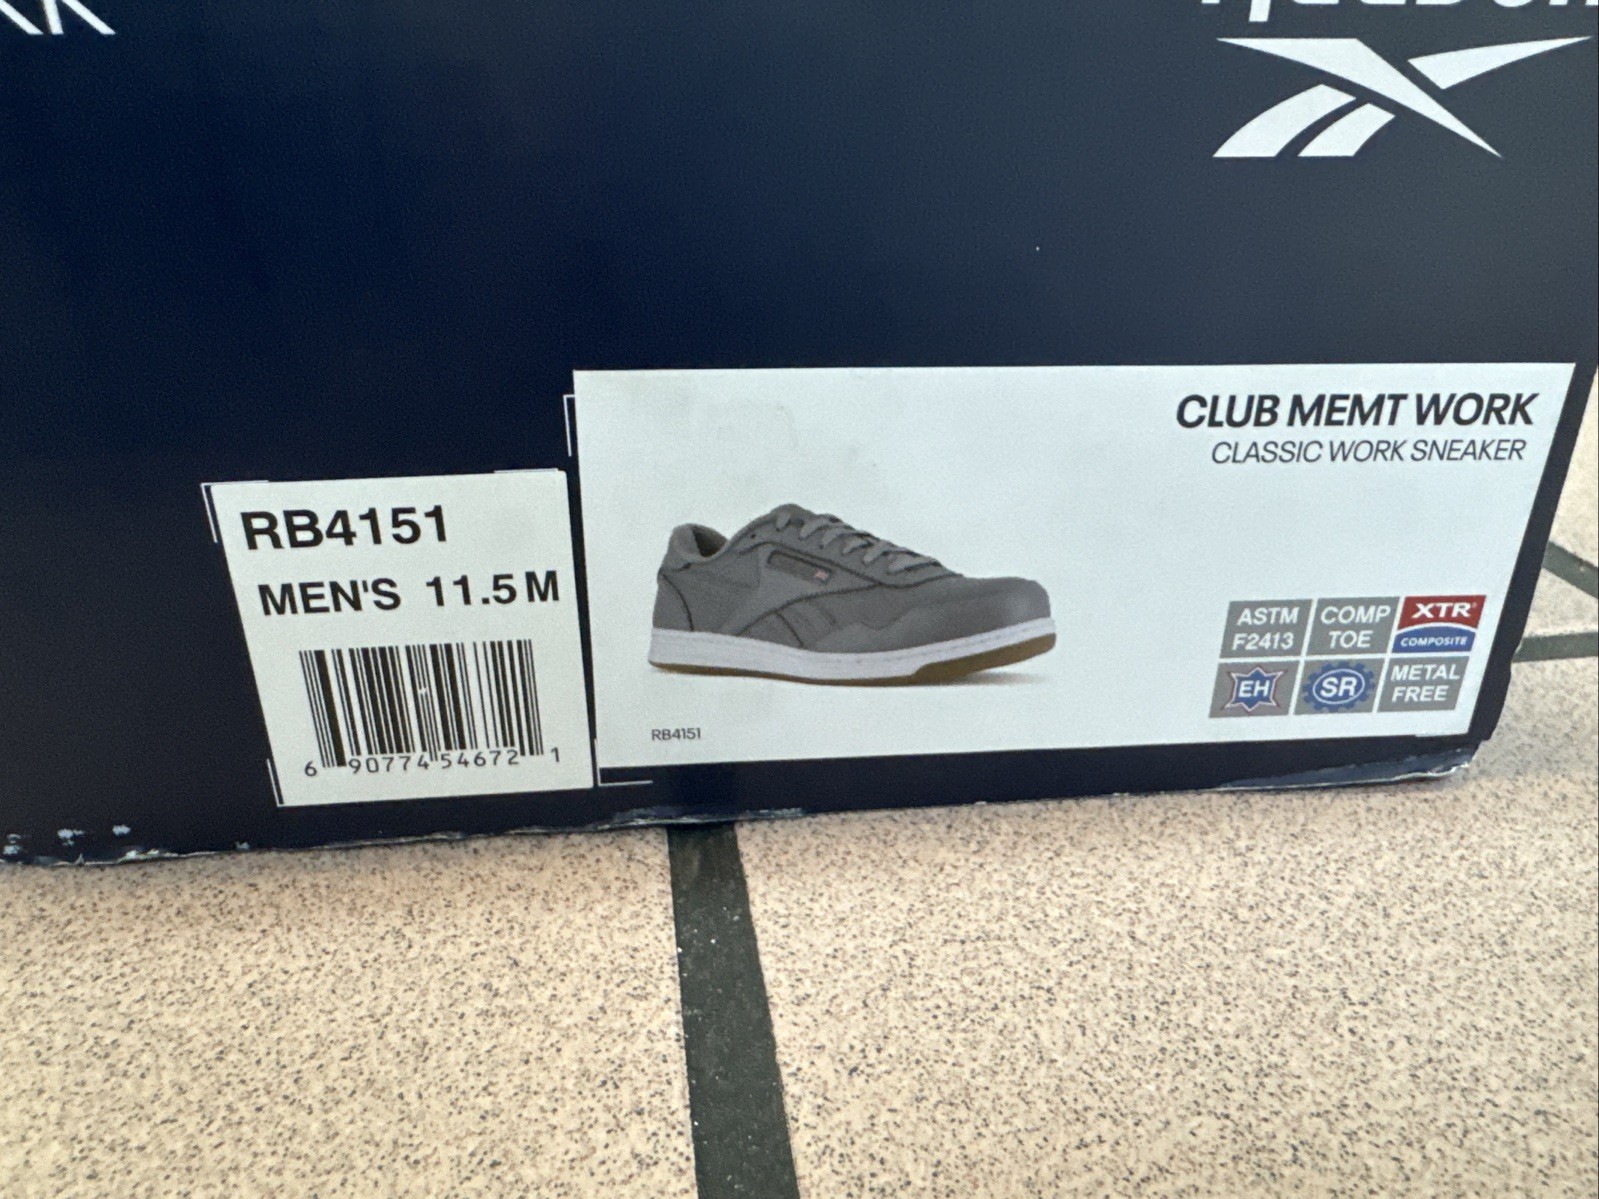 RB4151
MEN'S 11.5 M
6 90774 54672 1
CLUB MEMT WORK
CLASSIC WORK SNEAKER
ASTM F2413
COMP TOE
XTR®
COMPOSITE
EH
SR
METAL FREE
RB4151